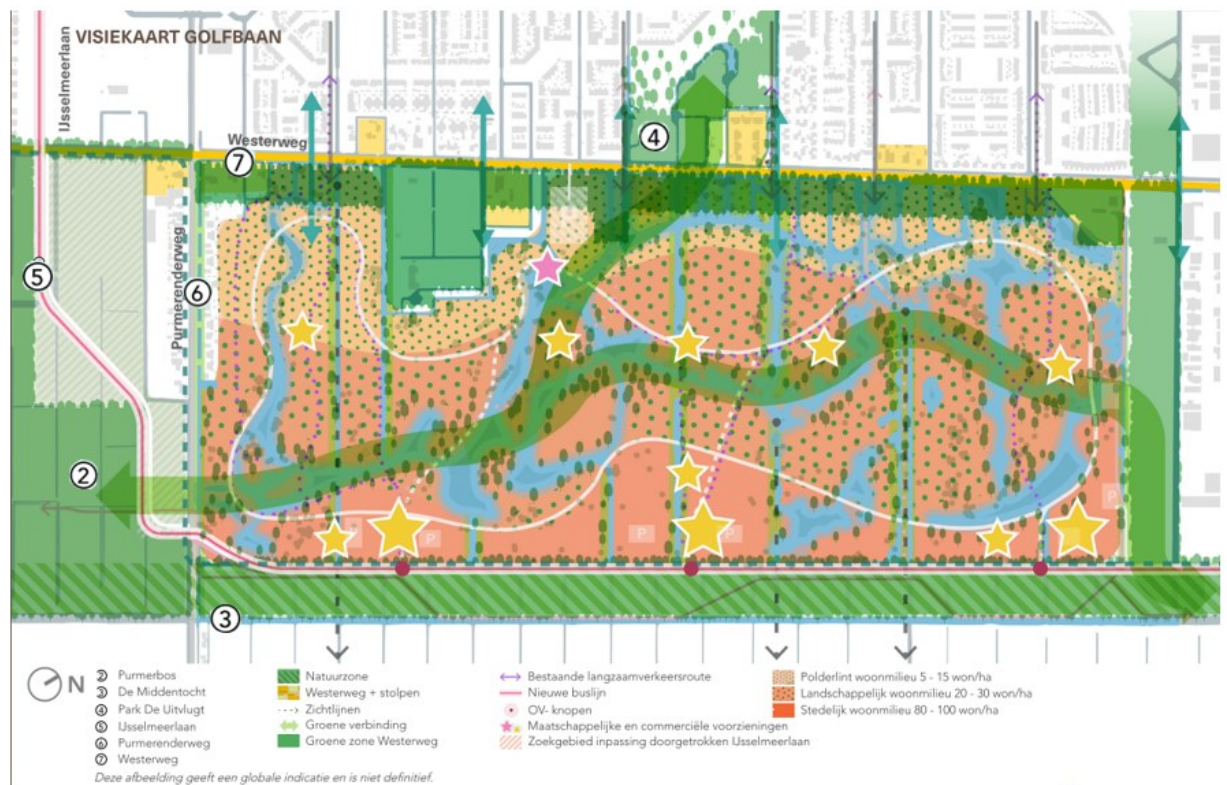 VISIEKAART GOLFBAAN
IJsselmeerlaan
Westerweg
④
⑦
⑤
Purmerenderweg
⑥
②
P
P
P
P
P
③
N
② Purmerbos
③ De Middentocht
④ Park De Uitvlugt
⑤ IJsselmeerlaan
⑥ Purmerenderweg
⑦ Westerweg
Natuurzone
Westerweg + stolpen
Zichtlijnen
Groene verbinding
Groene zone Westerweg
Bestaande langzaamverkeersroute
Nieuwe buslijn
OV- knopen
Maatschappelijke en commerciële voorzieningen
Zoekgebied inpassing doorgetrokken IJsselmeerlaan
Polderlint woonmilieu 5 - 15 won/ha
Landschappelijk woonmilieu 20 - 30 won/ha
Stedelijk woonmilieu 80 - 100 won/ha
Deze afbeelding geeft een globale indicatie en is niet definitief.